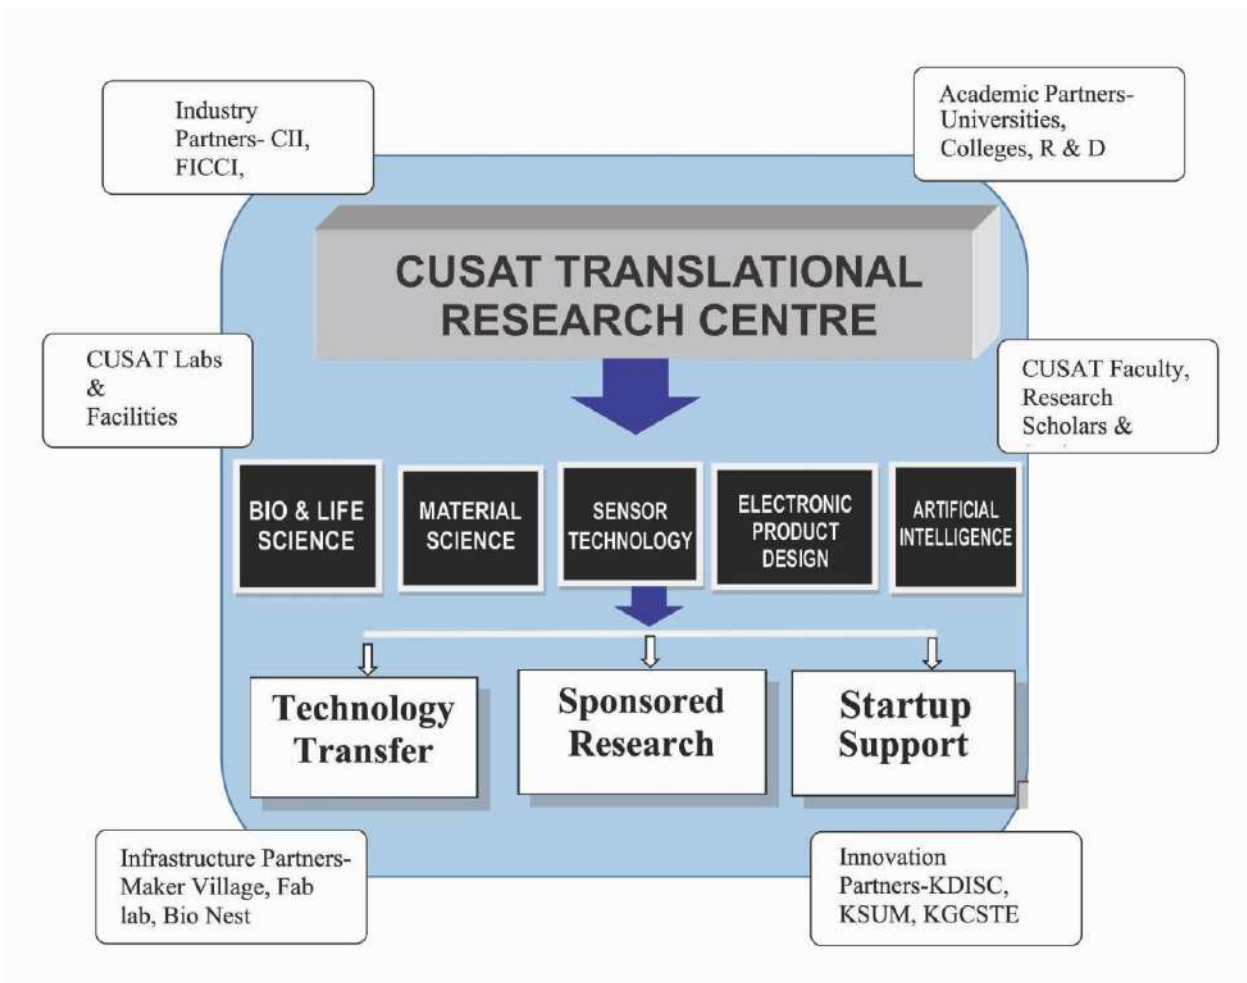 Industry
Partners- CII,
FICCI,
Academic Partners-
Universities,
Colleges, R & D
CUSAT TRANSLATIONAL
RESEARCH CENTRE
CUSAT Labs
&
Facilities
CUSAT Faculty,
Research
Scholars &
BIO & LIFE
SCIENCE
MATERIAL
SCIENCE
SENSOR
TECHNOLOGY
ELECTRONIC
PRODUCT
DESIGN
ARTIFICIAL
INTELLIGENCE
Technology
Transfer
Sponsored
Research
Startup
Support
Infrastructure Partners-
Maker Village, Fab
lab, Bio Nest
Innovation
Partners-KDISC,
KSUM, KGCSTE